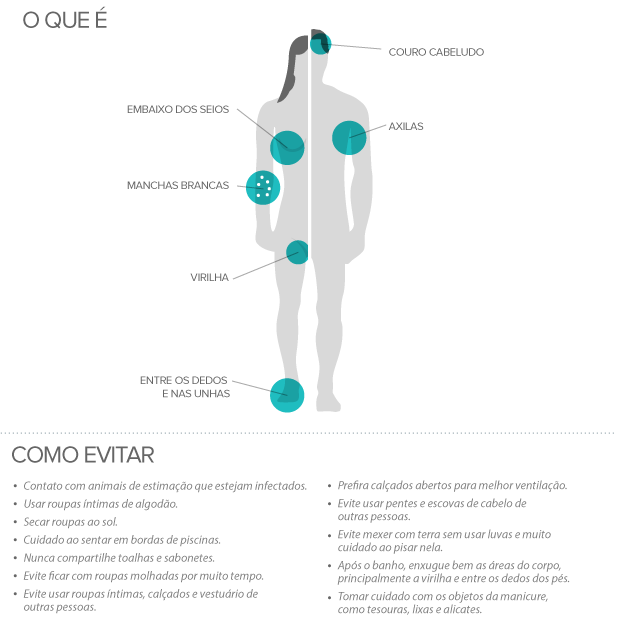 O QUE É
COURO CABELUDO
EMBAIXO DOS SEIOS
AXILAS
MANCHAS BRANCAS
VIRILHA
ENTRE OS DEDOS
E NAS UNHAS
COMO EVITAR
• Contato com animais de estimação que estejam infectados.
• Usar roupas íntimas de algodão.
• Secar roupas ao sol.
• Cuidado ao sentar em bordas de piscinas.
• Nunca compartilhe toalhas e sabonetes.
• Evite ficar com roupas molhadas por muito tempo.
• Evite usar roupas íntimas, calçados e vestuário de
outras pessoas.
• Prefira calçados abertos para melhor ventilação.
• Evite usar pentes e escovas de cabelo de
outras pessoas.
• Evite mexer com terra sem usar luvas e muito
cuidado ao pisar nela.
• Após o banho, enxugue bem as áreas do corpo,
principalmente a virilha e entre os dedos dos pés.
• Tomar cuidado com os objetos da manicure,
como tesouras, lixas e alicates.